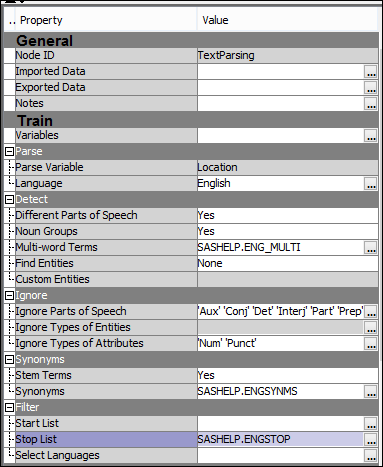 .. Property Value
General
Node ID TextParsing
Imported Data ...
Exported Data ...
Notes ...
Train
Variables ...
Parse
Parse Variable Location
Language English ...
Detect
Different Parts of Speech Yes
Noun Groups Yes
Multi-word Terms SASHELP.ENG_MULTI ...
Find Entities None
Custom Entities
Ignore
Ignore Parts of Speech 'Aux' 'Conj' 'Det' 'Interj' 'Part' 'Prep' ...
Ignore Types of Entities ...
Ignore Types of Attributes 'Num' 'Punct' ...
Synonyms
Stem Terms Yes
Synonyms SASHELP.ENGSYNMS ...
Filter
Start List ...
Stop List SASHELP.ENGSTOP ...
Select Languages ...